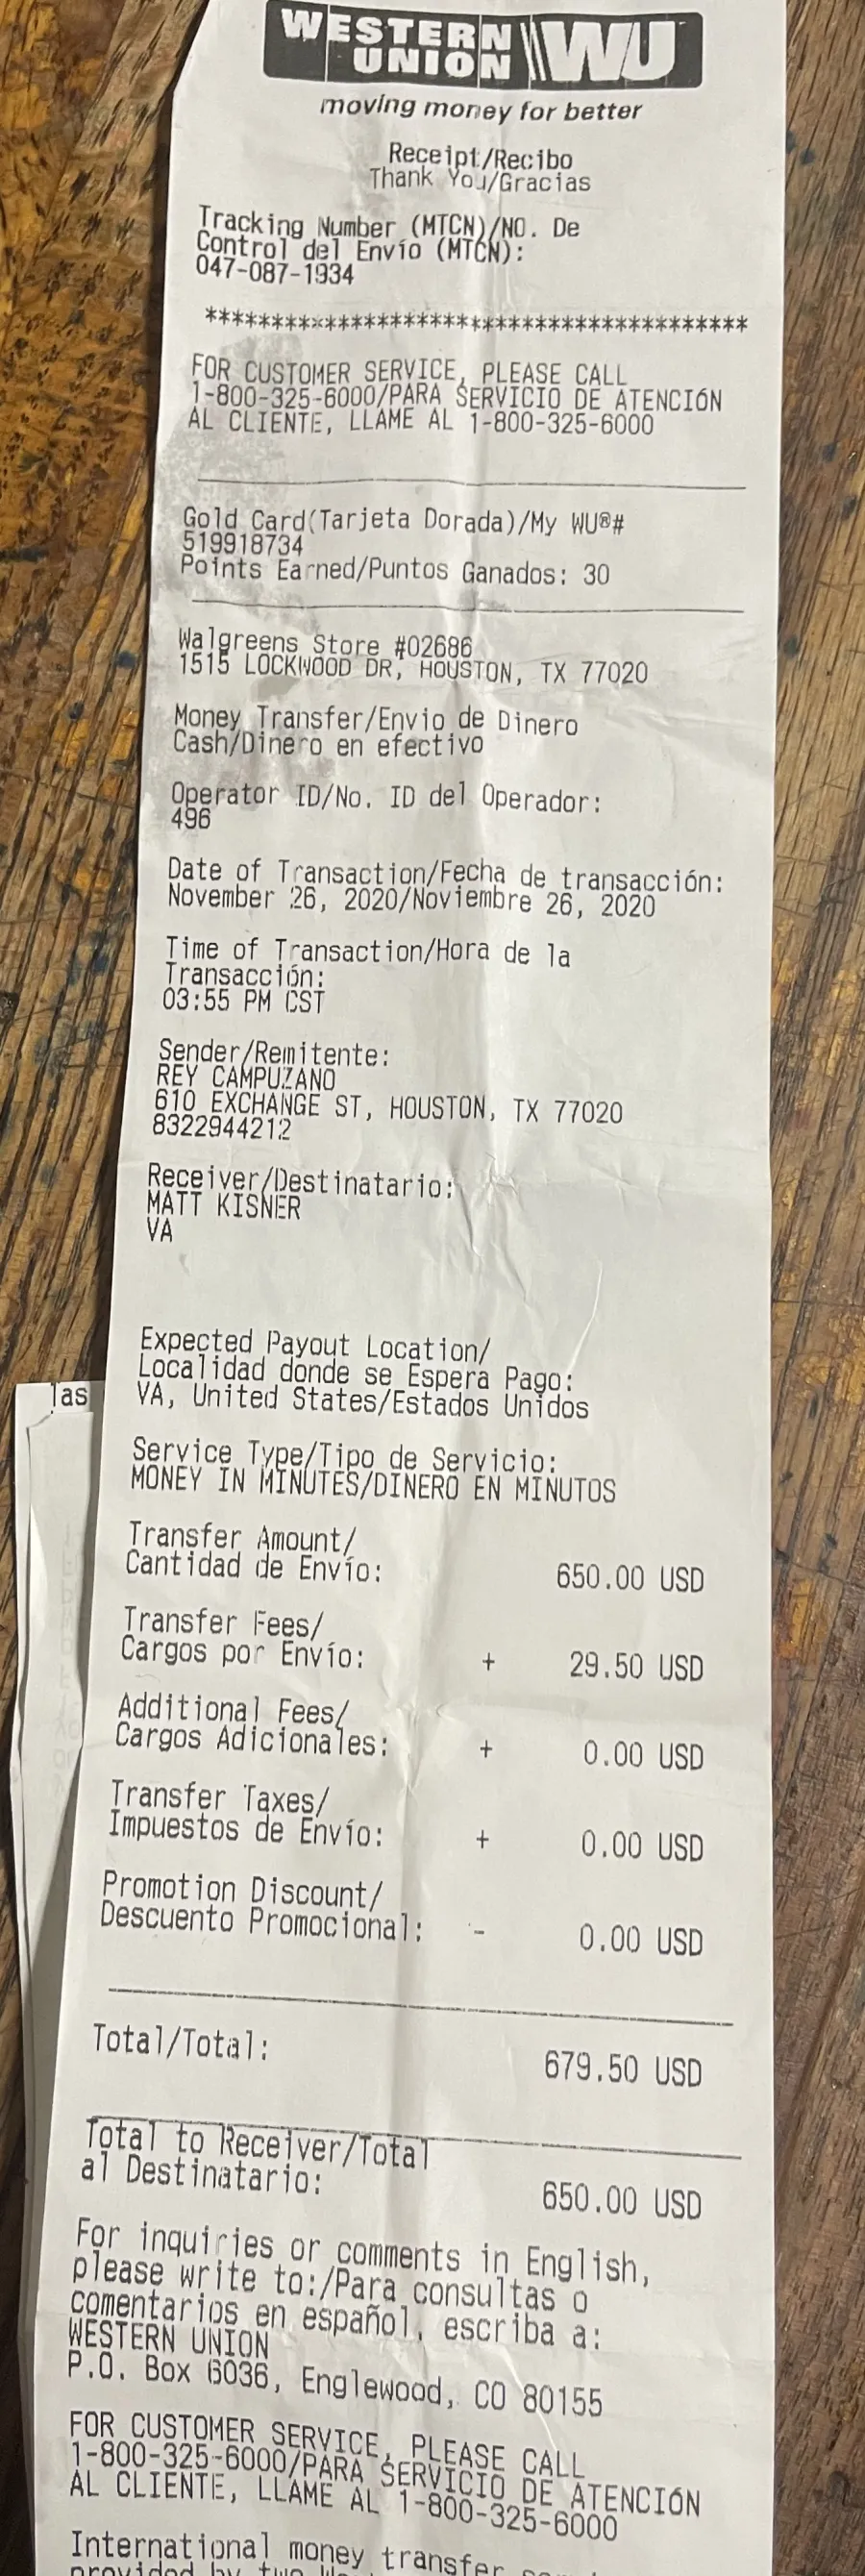 WESTERN
UNION WU
moving money for better
Receipt/Recibo
Thank You/Gracias
Tracking Number (MTCN)/NO. De
Control del Envío (MTCN):
047-087-1934
*****************************************
FOR CUSTOMER SERVICE, PLEASE CALL
1-800-325-6000/PARA SERVICIO DE ATENCIÓN
AL CLIENTE, LLAME AL 1-800-325-6000
Gold Card(Tarjeta Dorada)/My WU®#
519918734
Points Earned/Puntos Ganados: 30
Walgreens Store #02686
1515 LOCKWOOD DR, HOUSTON, TX 77020
Money Transfer/Envio de Dinero
Cash/Dinero en efectivo
Operator ID/No. ID del Operador:
496
Date of Transaction/Fecha de transacción:
November 26, 2020/Noviembre 26, 2020
Time of Transaction/Hora de la
Transacción:
03:55 PM CST
Sender/Remitente:
REY CAMPUZANO
610 EXCHANGE ST, HOUSTON, TX 77020
8322944212
Receiver/Destinatario:
MATT KISNER
VA
Expected Payout Location/
Localidad donde se Espera Pago:
VA, United States/Estados Unidos
las
Service Type/Tipo de Servicio:
MONEY IN MINUTES/DINERO EN MINUTOS
Transfer Amount/
Cantidad de Envío: 650.00 USD
Transfer Fees/
Cargos por Envío: + 29.50 USD
Additional Fees/
Cargos Adicionales: + 0.00 USD
Transfer Taxes/
Impuestos de Envío: + 0.00 USD
Promotion Discount/
Descuento Promocional: - 0.00 USD
Total/Total: 679.50 USD
Total to Receiver/Total
al Destinatario: 650.00 USD
For inquiries or comments in English,
please write to:/Para consultas o
comentarios en español, escriba a:
WESTERN UNION
P.O. Box 6036, Englewood, CO 80155
FOR CUSTOMER SERVICE, PLEASE CALL
1-800-325-6000/PARA SERVICIO DE ATENCIÓN
AL CLIENTE, LLAME AL 1-800-325-6000
International money transfer
provided by two